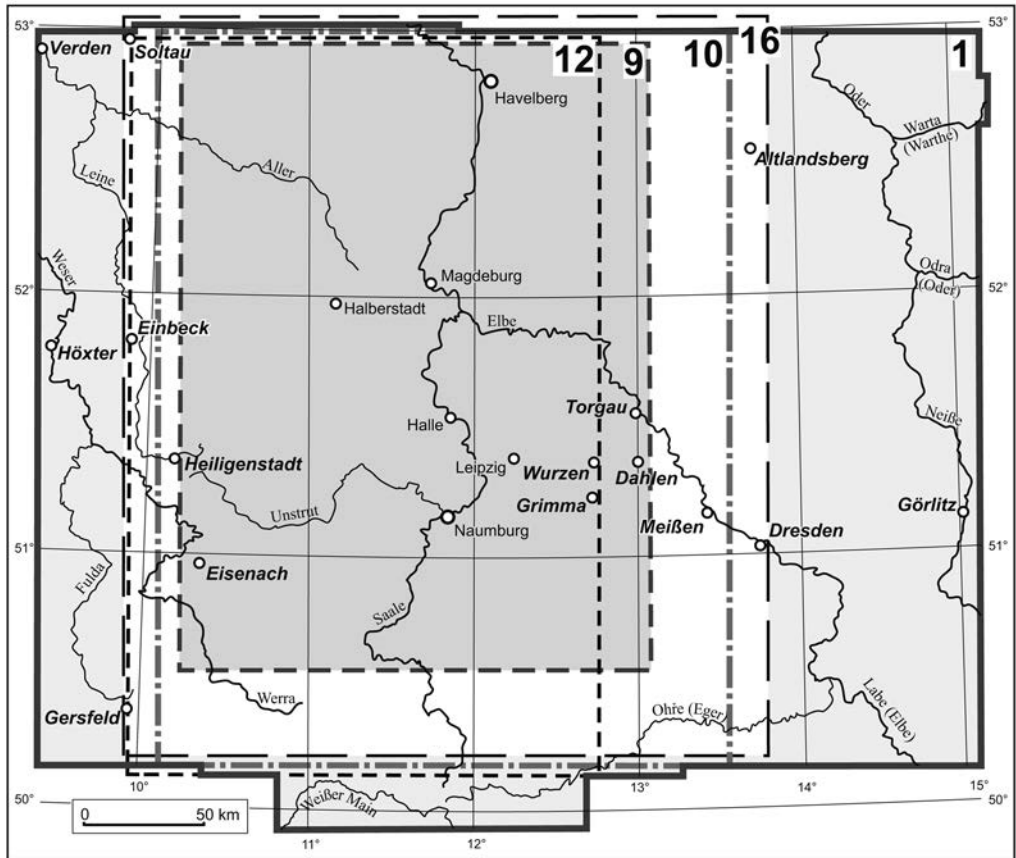 53°
53°
Verden
Soltau
12
9
10
16
1
Havelberg
Oder
Warta
(Warthe)
Altlandsberg
Leine
Aller
Weser
Magdeburg
Odra
(Oder)
52°
52°
Halberstadt
Einbeck
Elbe
Höxter
Torgau
Neiße
Halle
Heiligenstadt
Leipzig
Wurzen
Dahlen
Grimma
Görlitz
Unstrut
Naumburg
Meißen
Dresden
51°
51°
Eisenach
Fulda
Saale
Werra
Gersfeld
Ohře (Eger)
Labe (Elbe)
10°
13°
14°
15°
50°
50°
Weißer Main
0 50 km
11°
12°